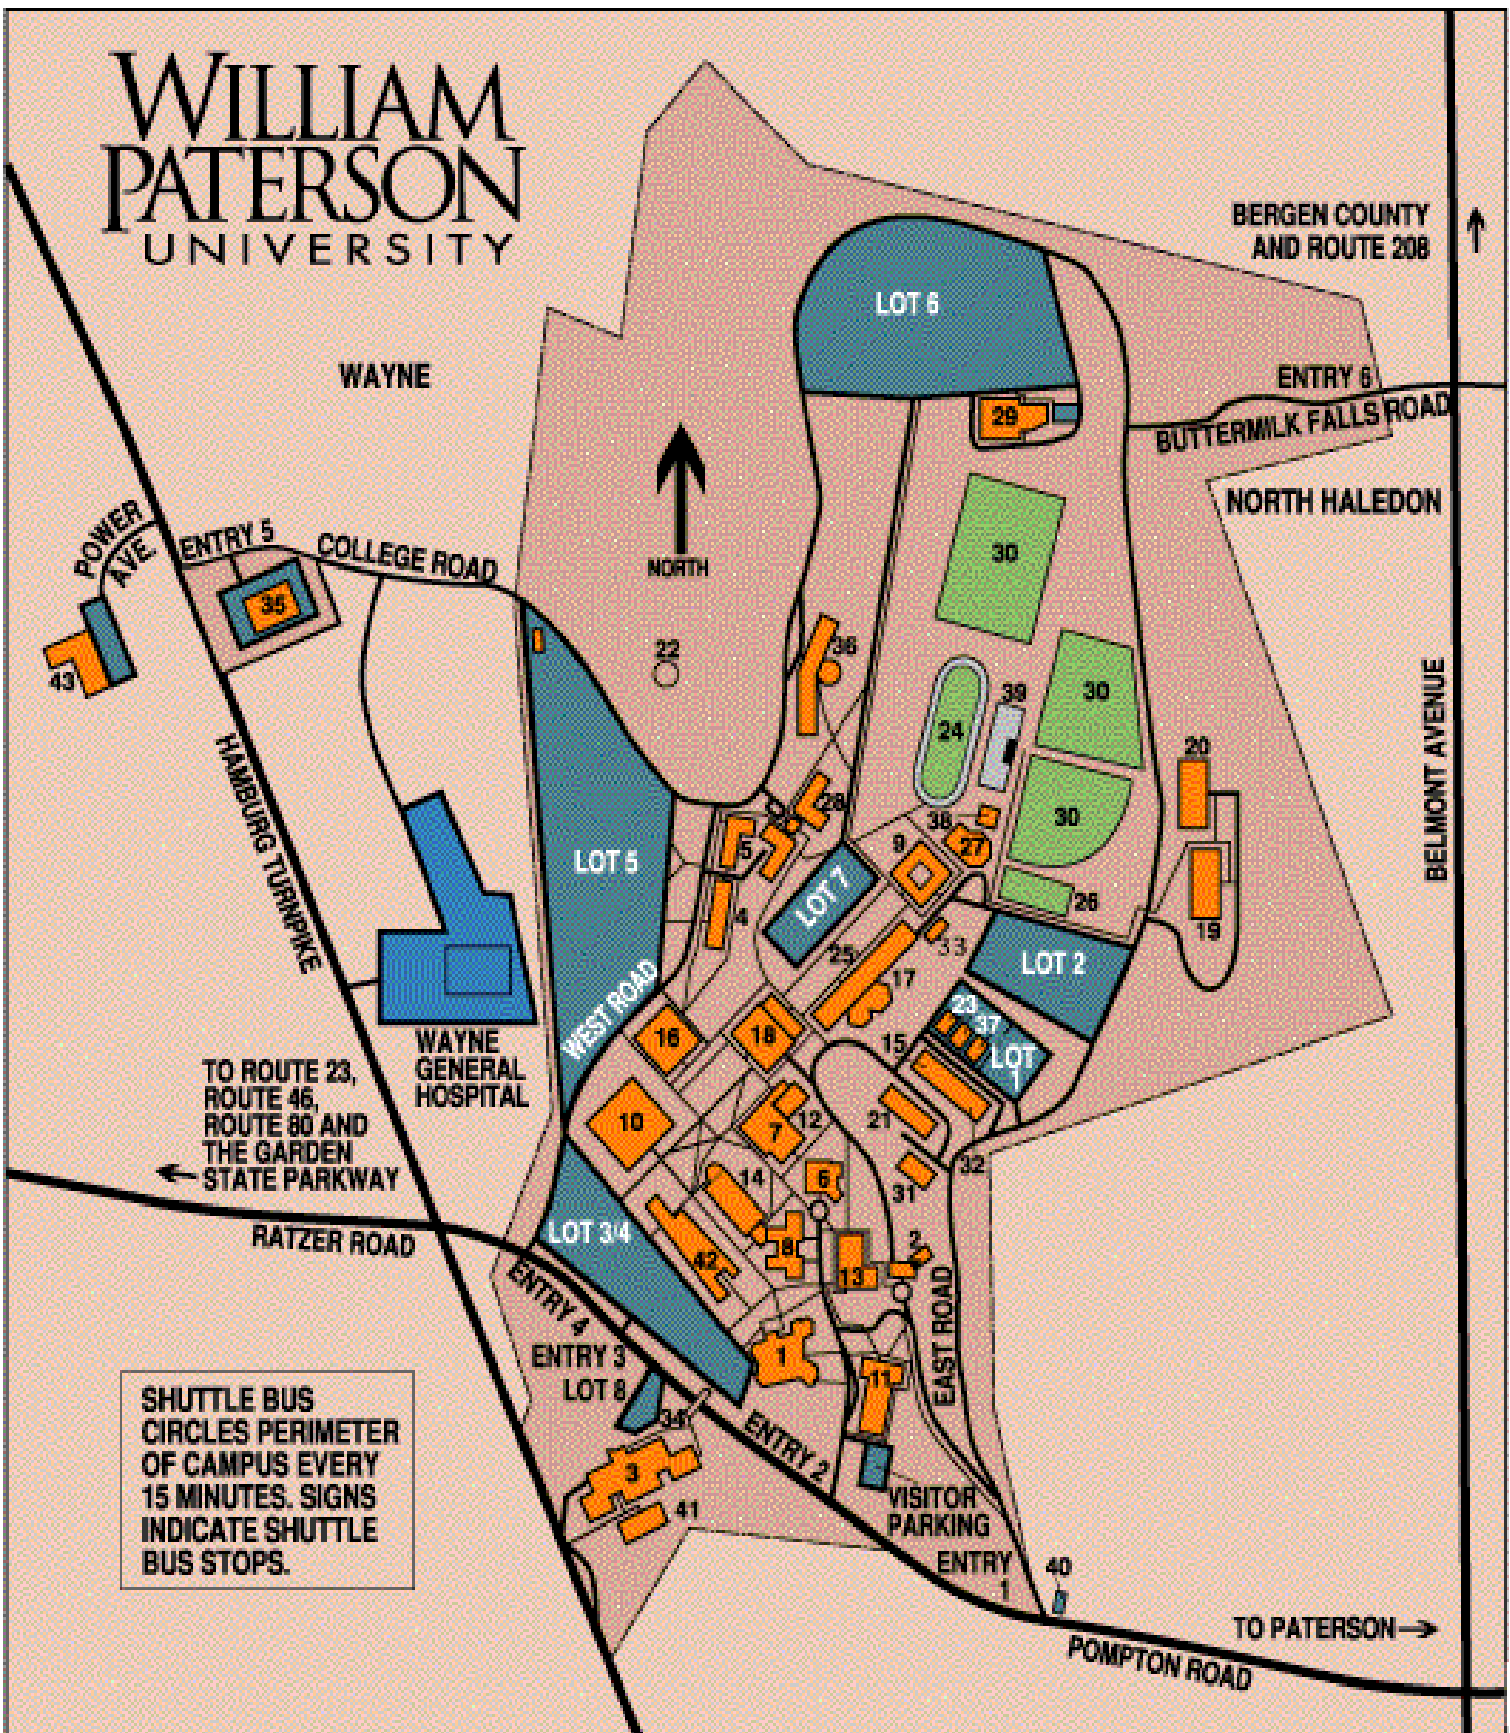 WILLIAM
PATERSON
UNIVERSITY
BERGEN COUNTY
AND ROUTE 208
LOT 6
WAYNE
ENTRY 6
BUTTERMILK FALLS ROAD
29
NORTH HALEDON
POWER
AVE.
ENTRY 5
COLLEGE ROAD
NORTH
30
35
43
22
36
30
39
24
20
HAMBURG TURNPIKE
BELMONT AVENUE
28
38
30
5
9
27
LOT 5
LOT 7
26
4
19
33
25
LOT 2
17
WEST ROAD
23
37
16
18
15
LOT
1
WAYNE
GENERAL
HOSPITAL
TO ROUTE 23,
ROUTE 46,
ROUTE 80 AND
THE GARDEN
STATE PARKWAY
10
12
7
21
32
14
6
31
RATZER ROAD
LOT 3/4
42
8
2
13
ENTRY 4
EAST ROAD
ENTRY 3
1
LOT 8
11
34
ENTRY 2
3
41
VISITOR
PARKING
SHUTTLE BUS
CIRCLES PERIMETER
OF CAMPUS EVERY
15 MINUTES. SIGNS
INDICATE SHUTTLE
BUS STOPS.
ENTRY
1
40
TO PATERSON
POMPTON ROAD